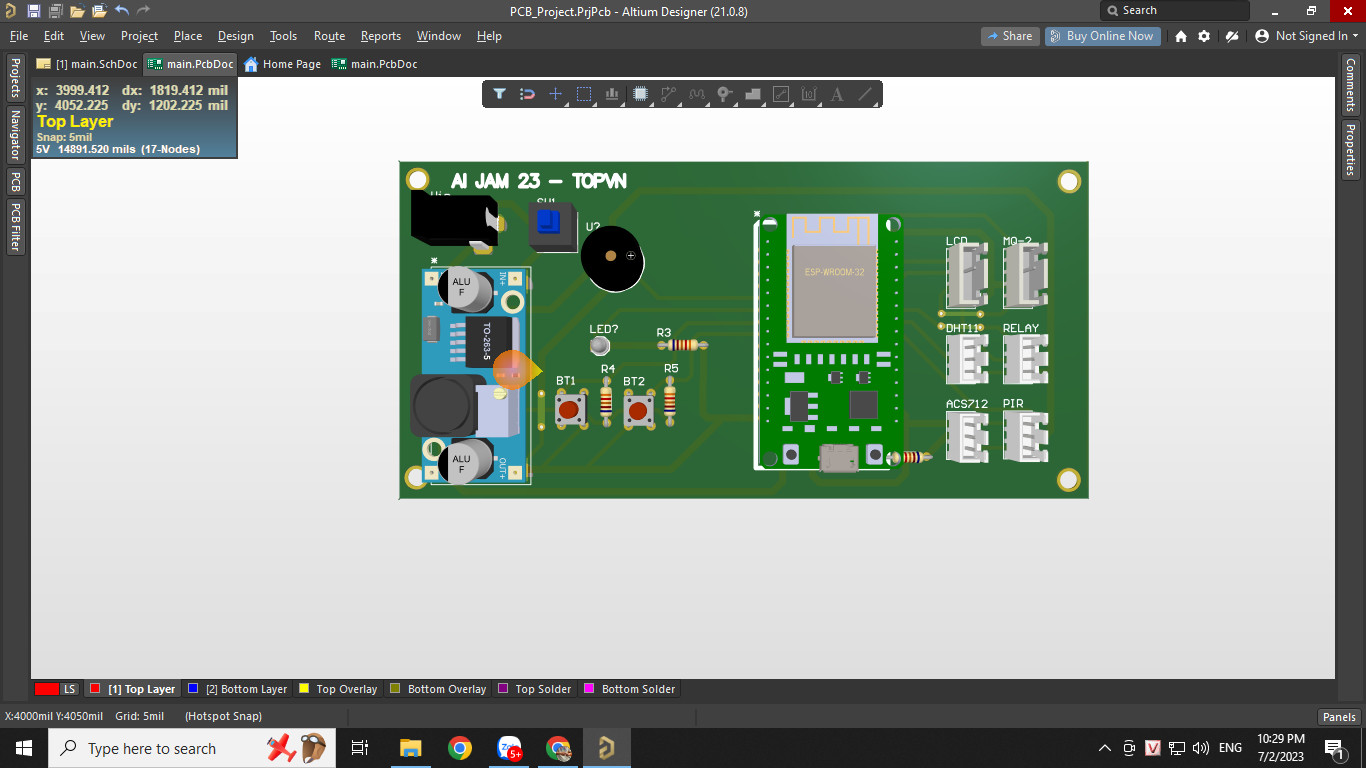 PCB_Project.PrjPcb - Altium Designer (21.0.8)
Search
File Edit View Project Place Design Tools Route Reports Window Help
Share
Buy Online Now
Not Signed In
[1] main.SchDoc
main.PcbDoc
Home Page
main.PcbDoc
Projects
Navigator
PCB
PCB Filter
Comments
Properties
x: 3999.412 dx: 1819.412 mil
y: 4052.225 dy: 1202.225 mil
Top Layer
Snap: 5mil
5V 14891.520 mils (17-Nodes)
AI JAM 23 - TOPVN
U?
LCD
MQ-2
ESP-WROOM-32
IN+
ALU
F
TO-263-5
LED?
R3
DHT11
RELAY
R4
R5
BT1
BT2
ACS712
PIR
ALU
F
OUT+
LS
[1] Top Layer
[2] Bottom Layer
Top Overlay
Bottom Overlay
Top Solder
Bottom Solder
X:4000mil Y:4050mil Grid: 5mil (Hotspot Snap)
Panels
Type here to search
Zalo
5+
V
ENG
10:29 PM
7/2/2023
1